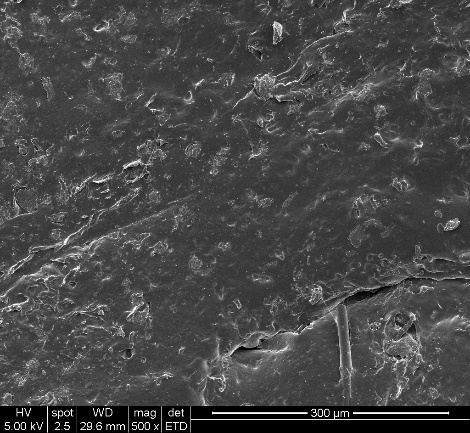 HV spot WD mag det
5.00 kV 2.5 29.6 mm 500 x ETD
300 µm